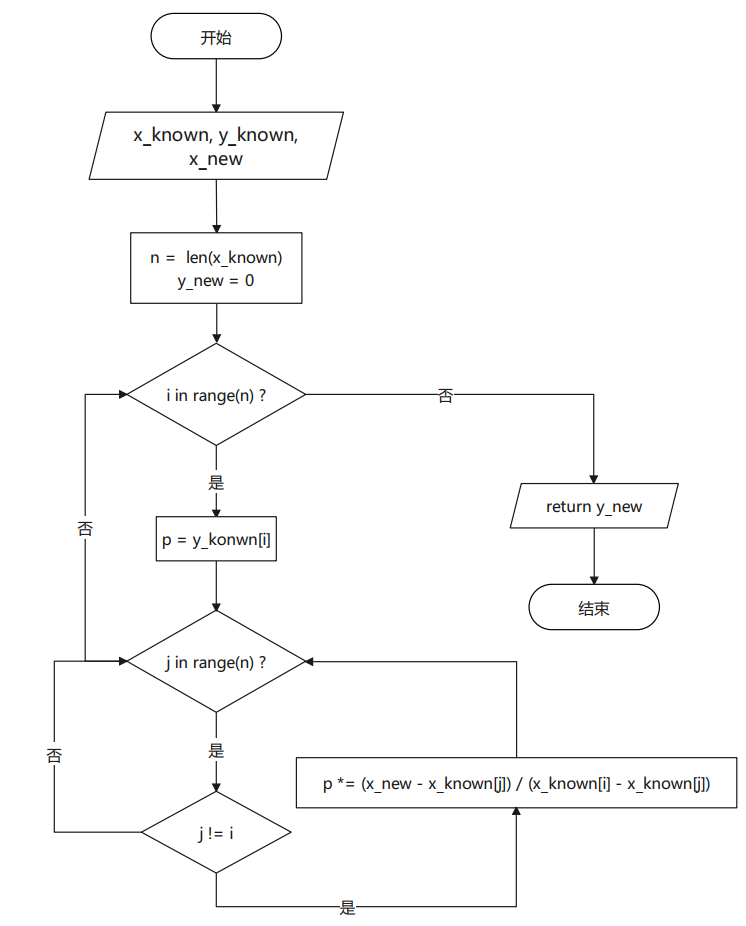 开始
x_known, y_known,
x_new
n = len(x_known)
y_new = 0
i in range(n) ?
否
是
return y_new
否
p = y_konwn[i]
结束
j in range(n) ?
是
否
p *= (x_new - x_known[j]) / (x_known[i] - x_known[j])
j != i
是